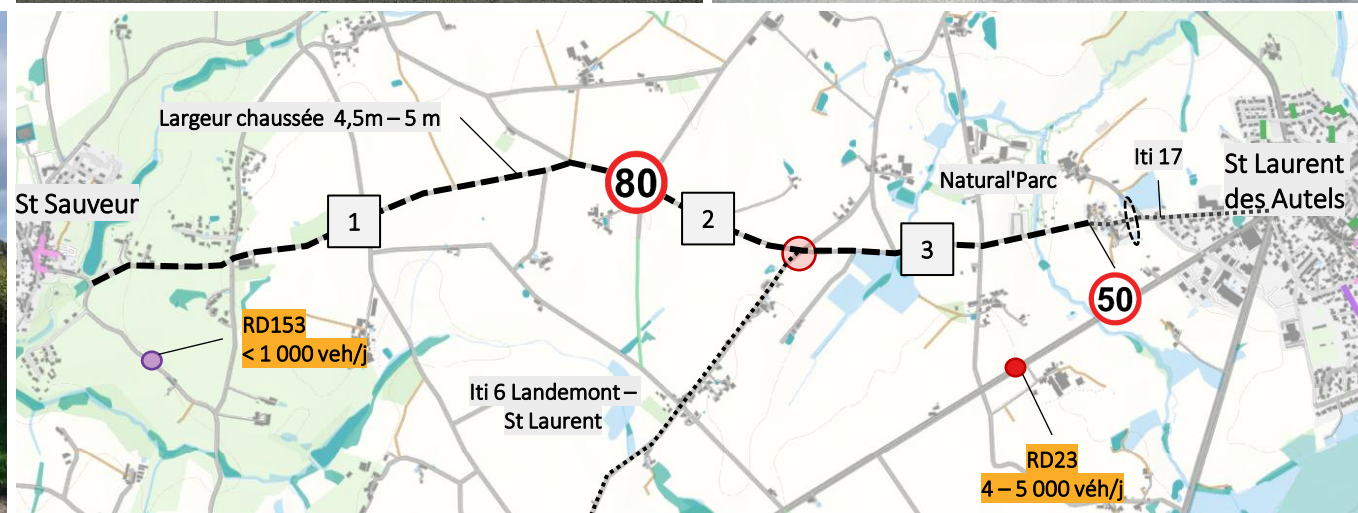 Largeur chaussée 4,5m – 5 m
80
Iti 17
St Laurent
des Autels
Natural'Parc
St Sauveur
1
2
3
50
RD153
< 1 000 veh/j
Iti 6 Landemont –
St Laurent
RD23
4 – 5 000 véh/j